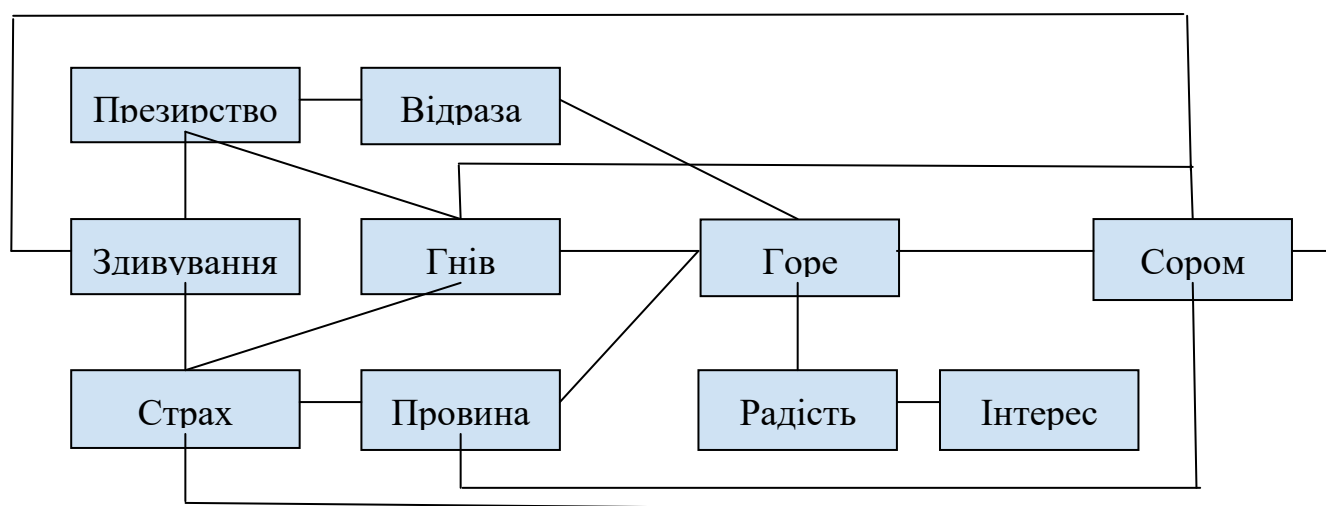 Презирство
Відраза
Здивування
Гнів
Горе
Сором
Страх
Провина
Радість
Інтерес